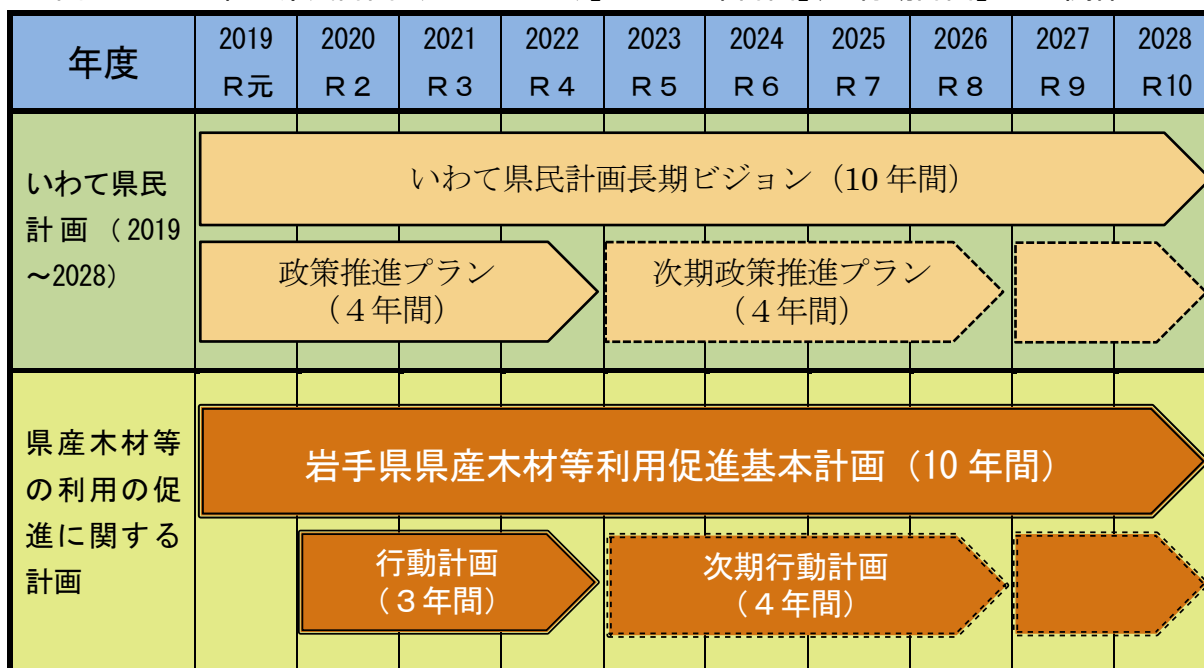 年度
2019 2020 2021 2022 2023 2024 2025 2026 2027 2028
R元 R2 R3 R4 R5 R6 R7 R8 R9 R10
いわて県民
計画（2019
～2028）
いわて県民計画長期ビジョン（10年間）
政策推進プラン
（４年間）
次期政策推進プラン
（４年間）
県産木材等
の利用の促
進に関する
計画
岩手県県産木材等利用促進基本計画（10年間）
行動計画
（３年間）
次期行動計画
（４年間）